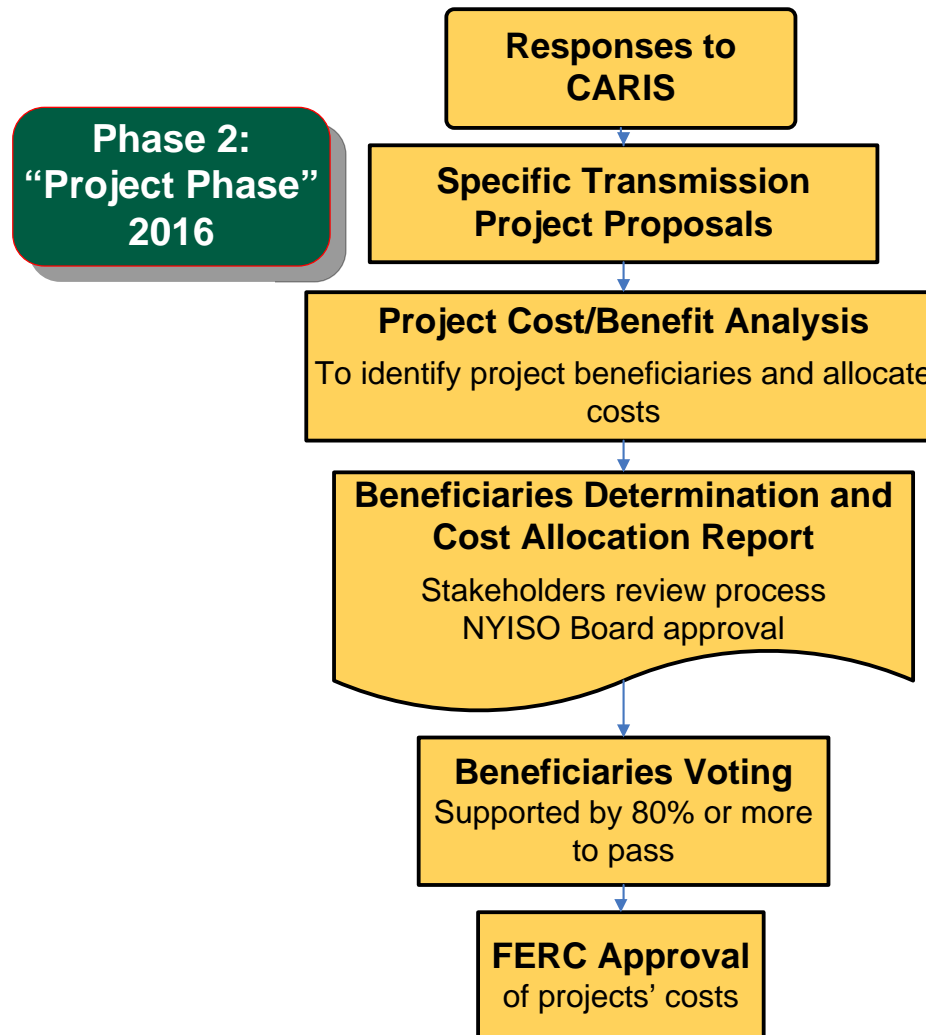 Responses to
CARIS
Phase 2:
“Project Phase”
2016
Specific Transmission
Project Proposals
Project Cost/Benefit Analysis
To identify project beneficiaries and allocate
costs
Beneficiaries Determination and
Cost Allocation Report
Stakeholders review process
NYISO Board approval
Beneficiaries Voting
Supported by 80% or more
to pass
FERC Approval
of projects’ costs